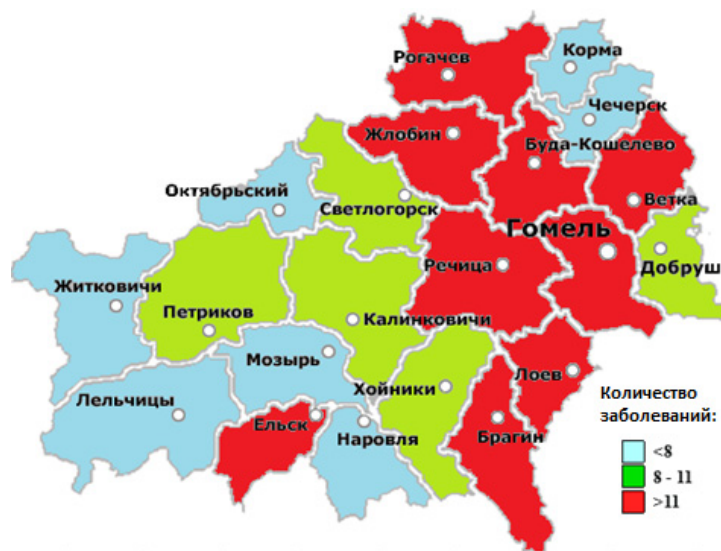 Рогачев
Корма
Чечерск
Жлобин
Буда-Кошелево
Октябрьский
Светлогорск
Ветка
Гомель
Речица
Добруш
Житковичи
Петриков
Калинковичи
Мозырь
Хойники
Лоев
Лельчицы
Ельск
Наровля
Брагин
Количество
заболеваний:
<8
8 - 11
>11